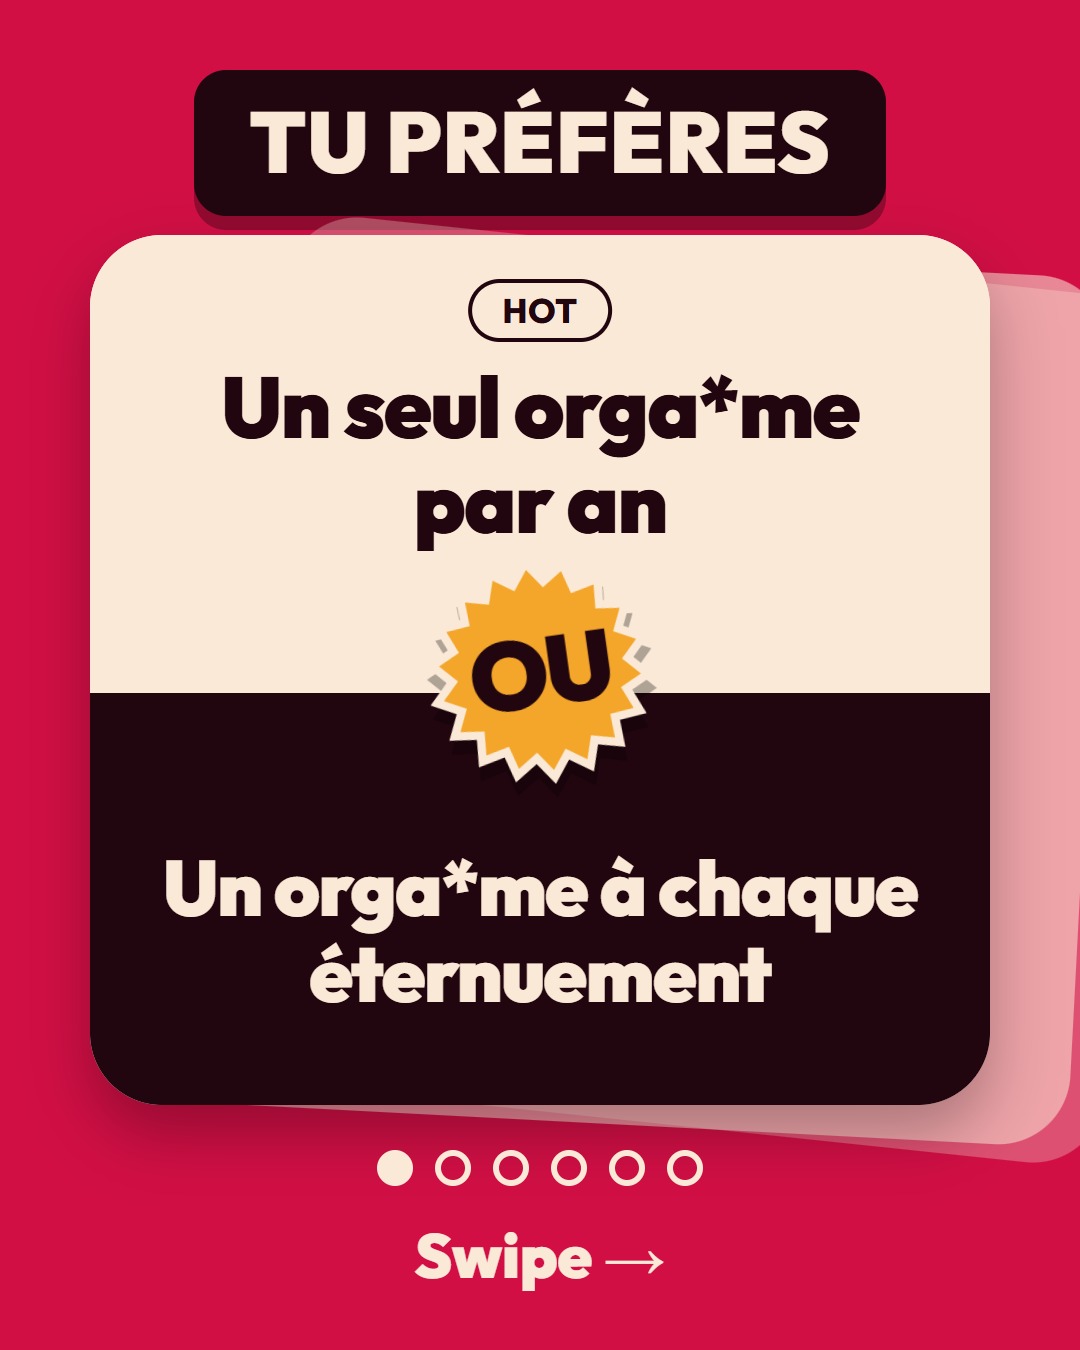 TU PRÉFÈRES
HOT
Un seul orga*me
par an
OU
Un orga*me à chaque
éternuement
Swipe →